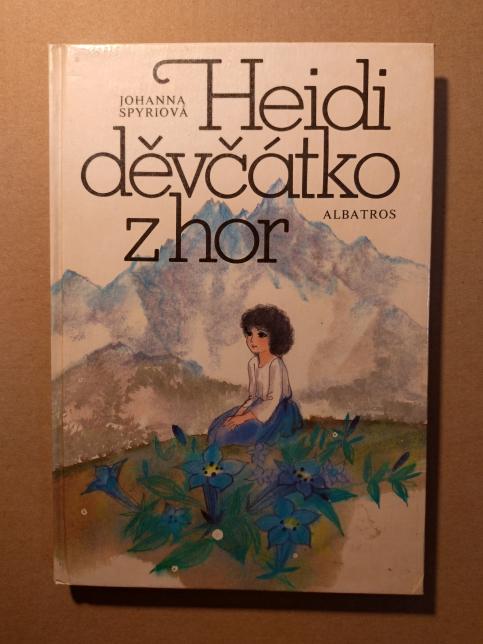 JOHANNA
SPYRIOVÁ
Heidi
děvčátko
z hor
ALBATROS